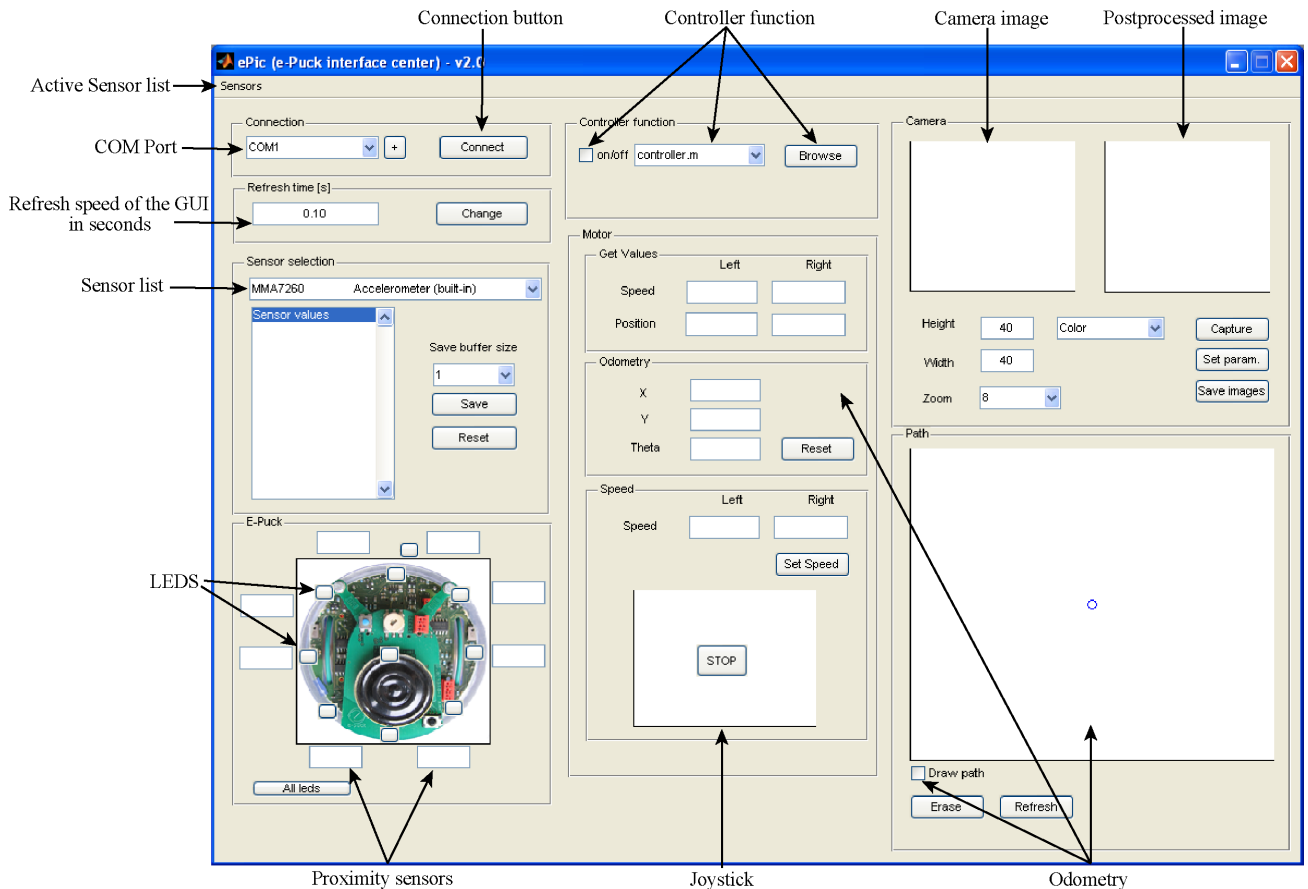 Connection button
Controller function
Camera image
Postprocessed image
ePic (e-Puck interface center) - v2.0
Active Sensor list
Sensors
Connection
COM Port
COM1
+
Connect
Controller function
on/off
controller.m
Browse
Camera
Refresh time [s]
Refresh speed of the GUI
in seconds
0.10
Change
Motor
Get Values
Left
Right
Speed
Position
Sensor selection
Sensor list
MMA7260 Accelerometer (built-in)
Sensor values
Save buffer size
1
Save
Reset
Height
40
Color
Capture
Width
40
Set param.
Zoom
8
Save images
Odometry
X
Y
Theta
Reset
Path
Speed
Left
Right
Speed
Set Speed
STOP
E-Puck
LEDS
All leds
Draw path
Erase
Refresh
Proximity sensors
Joystick
Odometry